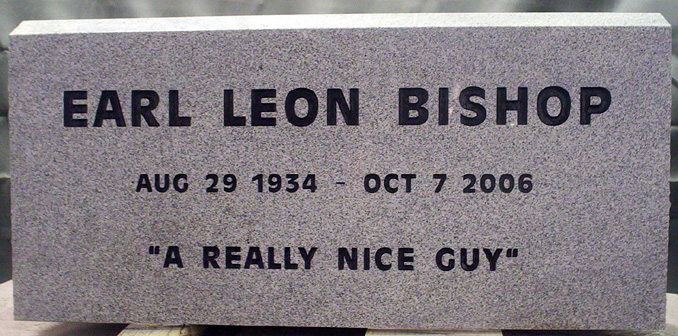 EARL LEON BISHOP
AUG 29 1934 - OCT 7 2006
"A REALLY NICE GUY"